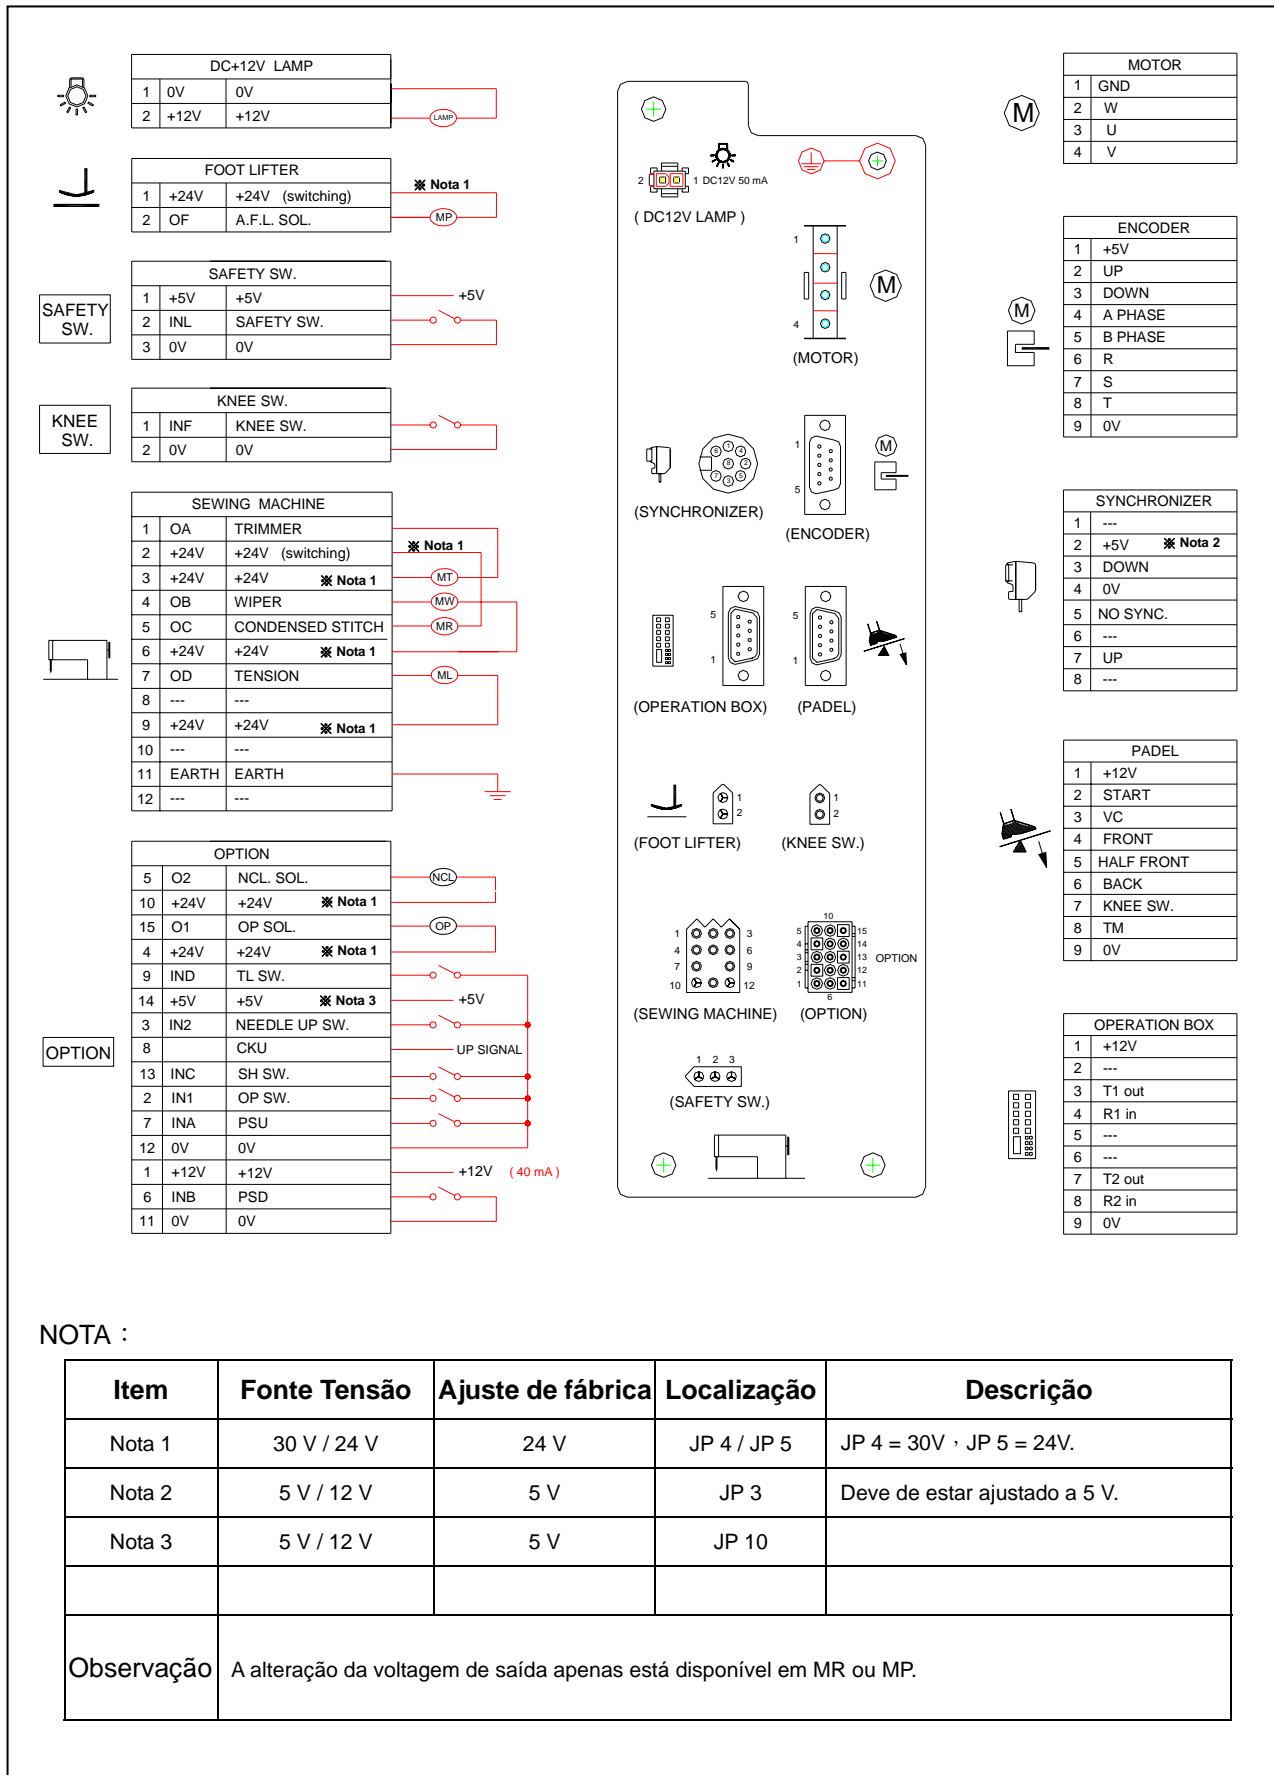 DC+12V LAMP
1 0V 0V
2 +12V +12V
LAMP
FOOT LIFTER
1 +24V +24V (switching)
※ Nota 1
2 OF A.F.L. SOL.
MP
SAFETY SW.
SAFETY SW.
1 +5V +5V
+5V
2 INL SAFETY SW.
3 0V 0V
KNEE SW.
KNEE SW.
1 INF KNEE SW.
2 0V 0V
SEWING MACHINE
1 OA TRIMMER
2 +24V +24V (switching)
※ Nota 1
3 +24V +24V ※ Nota 1
MT
4 OB WIPER
MW
5 OC CONDENSED STITCH
MR
6 +24V +24V ※ Nota 1
7 OD TENSION
ML
8 --- ---
9 +24V +24V ※ Nota 1
10 --- ---
11 EARTH EARTH
12 --- ---
OPTION
OPTION
5 O2 NCL. SOL.
NCL
10 +24V +24V ※ Nota 1
15 O1 OP SOL.
OP
4 +24V +24V ※ Nota 1
9 IND TL SW.
14 +5V +5V ※ Nota 3
+5V
3 IN2 NEEDLE UP SW.
8 CKU
UP SIGNAL
13 INC SH SW.
2 IN1 OP SW.
7 INA PSU
12 0V 0V
1 +12V +12V
+12V ( 40 mA )
6 INB PSD
11 0V 0V
2 1 DC12V 50 mA
( DC12V LAMP )
1
4
M
(MOTOR)
6 1 4
8 2
7 3 5
(SYNCHRONIZER)
1
5
M
(ENCODER)
5
1
(OPERATION BOX)
5
1
(PADEL)
1
2
(FOOT LIFTER)
1
2
(KNEE SW.)
1 3
4 6
7 9
10 12
(SEWING MACHINE)
10
5 15
4 14
3 13 OPTION
2 12
1 11
6
(OPTION)
1 2 3
(SAFETY SW.)
M
MOTOR
1 GND
2 W
3 U
4 V
M
ENCODER
1 +5V
2 UP
3 DOWN
4 A PHASE
5 B PHASE
6 R
7 S
8 T
9 0V
SYNCHRONIZER
1 ---
2 +5V ※ Nota 2
3 DOWN
4 0V
5 NO SYNC.
6 ---
7 UP
8 ---
PADEL
1 +12V
2 START
3 VC
4 FRONT
5 HALF FRONT
6 BACK
7 KNEE SW.
8 TM
9 0V
OPERATION BOX
1 +12V
2 ---
3 T1 out
4 R1 in
5 ---
6 ---
7 T2 out
8 R2 in
9 0V
NOTA：
Item Fonte Tensão Ajuste de fábrica Localização Descrição
Nota 1 30 V / 24 V 24 V JP 4 / JP 5 JP 4 = 30V，JP 5 = 24V.
Nota 2 5 V / 12 V 5 V JP 3 Deve de estar ajustado a 5 V.
Nota 3 5 V / 12 V 5 V JP 10
Observação A alteração da voltagem de saída apenas está disponível em MR ou MP.